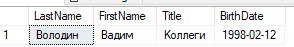 LastName FirstName Title BirthDate
1 Володин Вадим Коллеги 1998-02-12